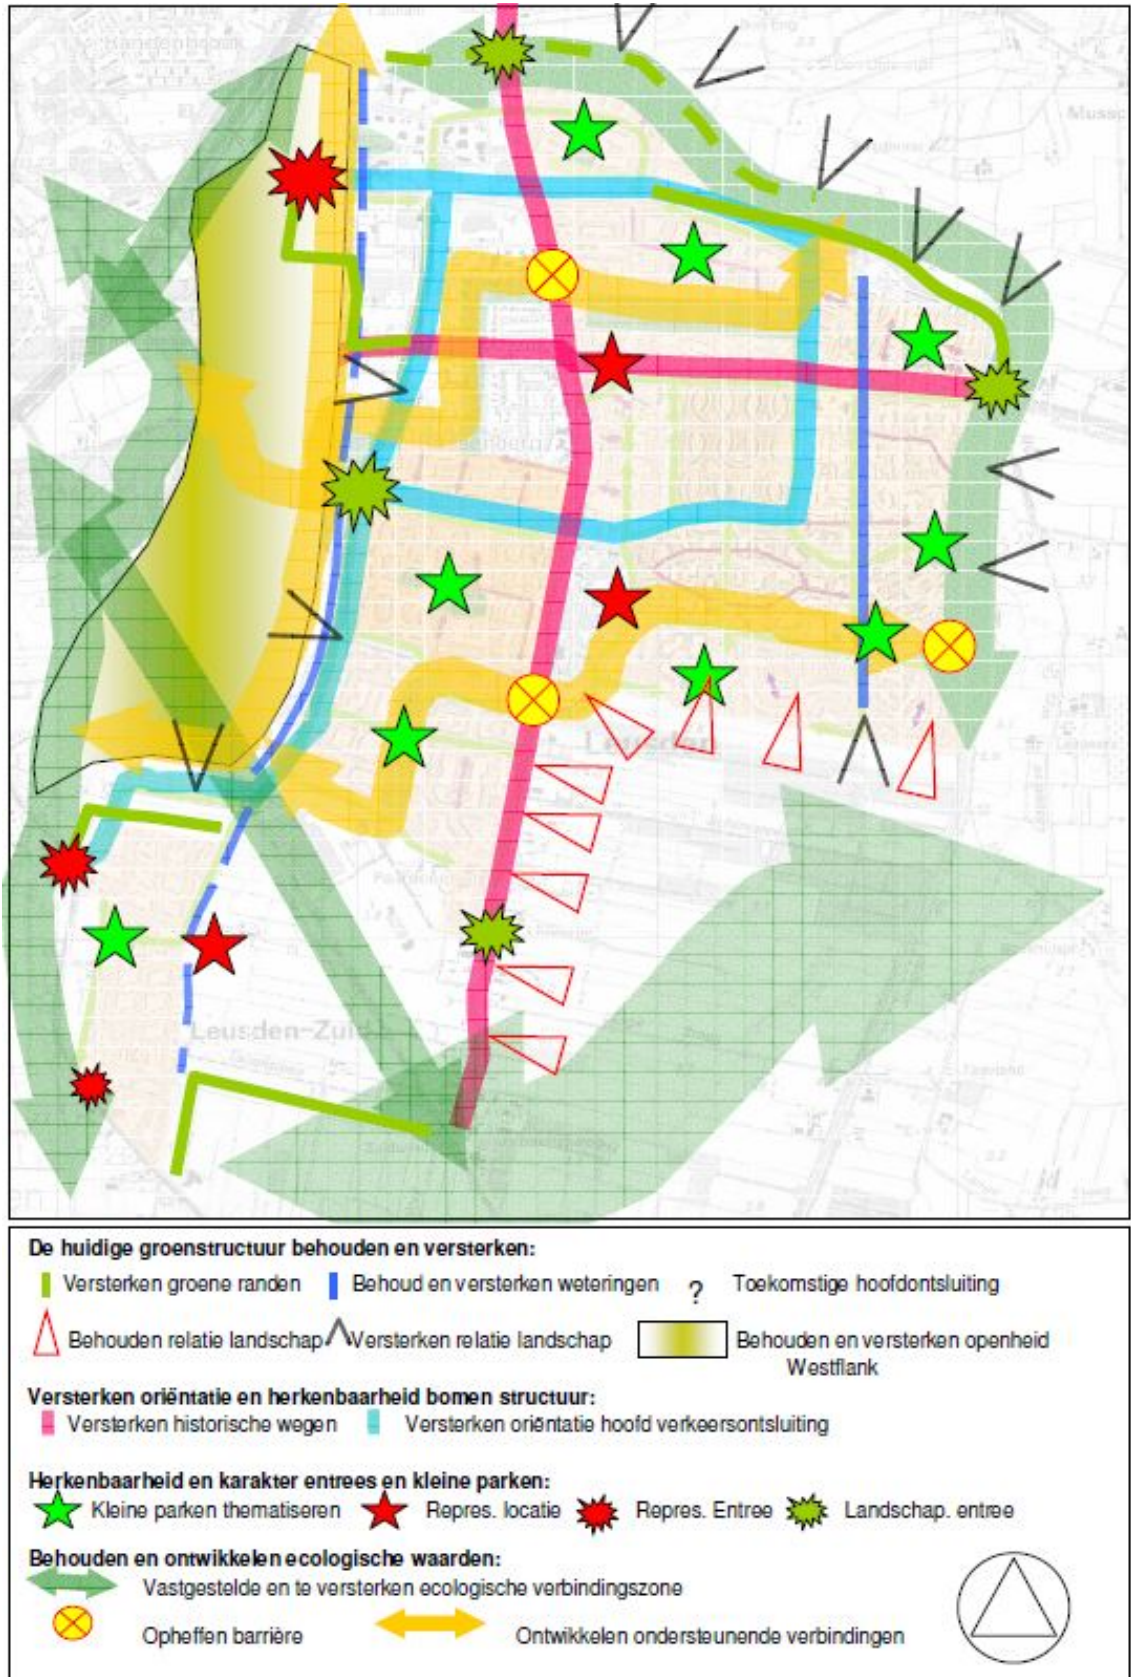 Leusden
Leusden-Zuid
De huidige groenstructuur behouden en versterken:
Versterken groene randen Behoud en versterken weteringen ? Toekomstige hoofdontsluiting
Behouden relatie landschap Versterken relatie landschap Behouden en versterken openheid
Westflank
Versterken oriëntatie en herkenbaarheid bomen structuur:
Versterken historische wegen Versterken oriëntatie hoofd verkeersontsluiting
Herkenbaarheid en karakter entrees en kleine parken:
Kleine parken thematiseren Repres. locatie Repres. Entree Landschap. entree
Behouden en ontwikkelen ecologische waarden:
Vastgestelde en te versterken ecologische verbindingszone
Opheffen barrière Ontwikkelen ondersteunende verbindingen